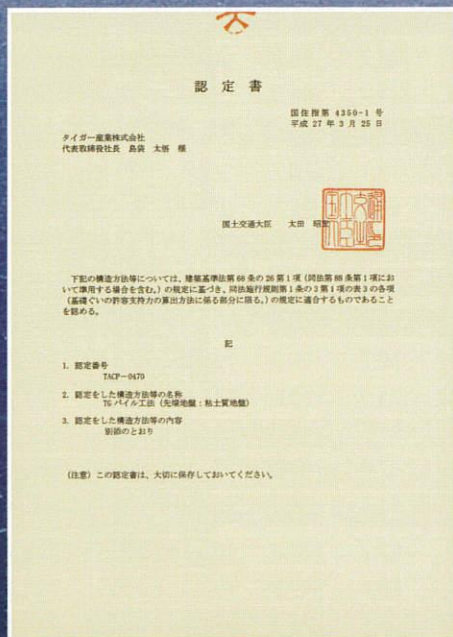 認定書
国住指第 4350-1 号
平成 27 年 3 月 25 日
タイガー産業株式会社
代表取締役社長 島袋 太悟 様
国土交通大臣 太田 昭宏
下記の構造方法等については、建築基準法第 68 条の 26 第 1 項(同法第 88 条第 1 項にお
いて準用する場合を含む。)の規定に基づき、同法施行規則第 1 条の 3 第 1 項の表 3 の各項
(基礎ぐいの許容支持力の算出方法に係る部分に限る。)の規定に適合するものであること
を認める。
記
1. 認定番号
TACP-0470
2. 認定をした構造方法等の名称
TG パイル工法(先端地盤:粘土質地盤)
3. 認定をした構造方法等の内容
別添のとおり
(注意)この認定書は、大切に保存しておいてください。